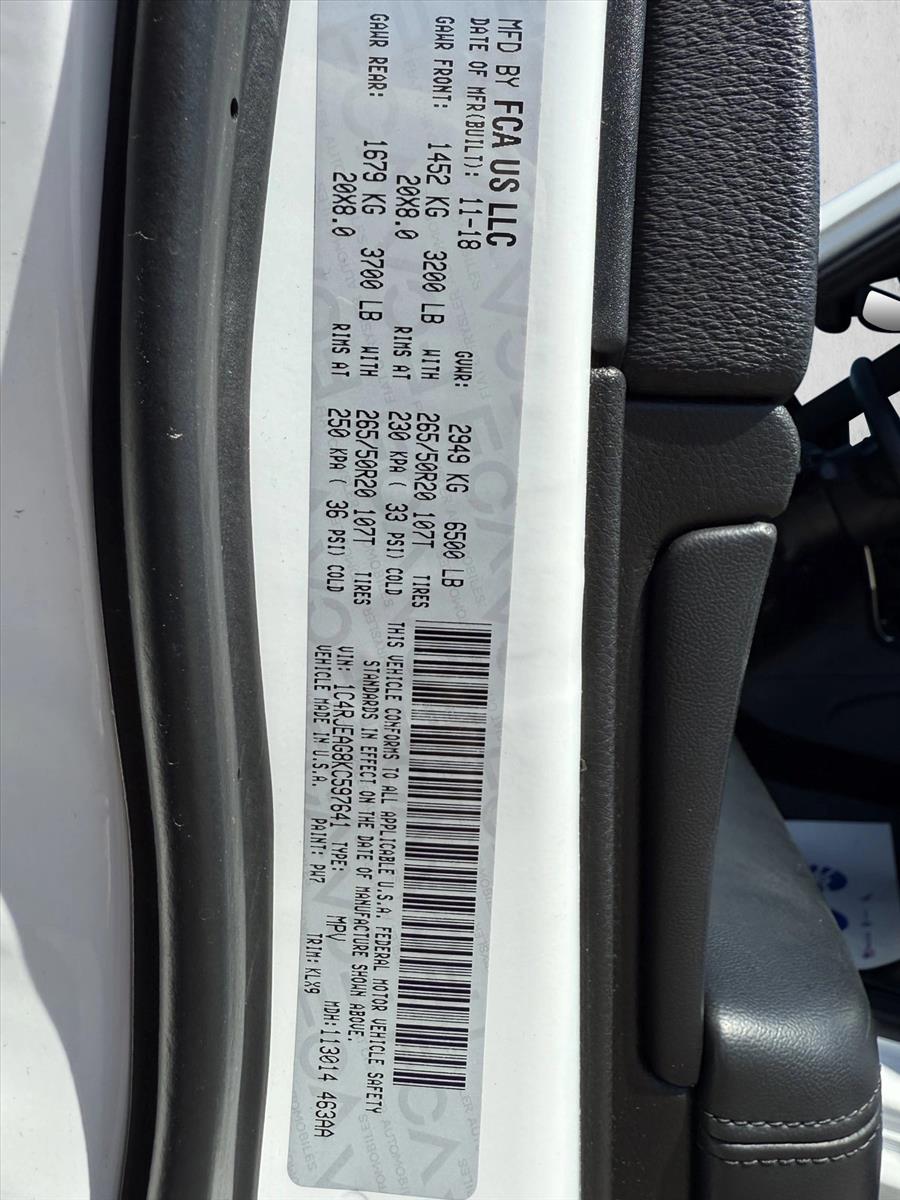 MFD BY FCA US LLC
DATE OF MFR(BUILT): 11-18 GVWR: 2949 KG 6500 LB
GAWR FRONT: 1452 KG 3200 LB WITH 265/50R20 107T TIRES
20X8.0 RIMS AT 230 KPA ( 33 PSI) COLD
GAWR REAR: 1679 KG 3700 LB WITH 265/50R20 107T TIRES
20X8.0 RIMS AT 250 KPA ( 36 PSI) COLD
THIS VEHICLE CONFORMS TO ALL APPLICABLE U.S.A. FEDERAL MOTOR VEHICLE SAFETY
STANDARDS IN EFFECT ON THE DATE OF MANUFACTURE SHOWN ABOVE.
VIN: 1C4RJEAG8KC597641 TYPE: MPV MDH: 113014 463AA
VEHICLE MADE IN U.S.A. PAINT: PW7 TRIM: KLX9